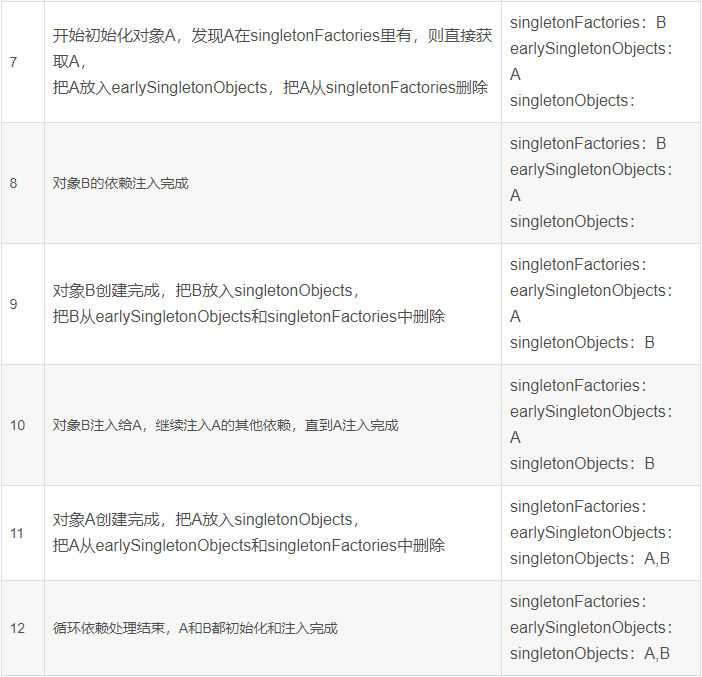 7
开始初始化对象A，发现A在singletonFactories里有，则直接获
取A，
把A放入earlySingletonObjects，把A从singletonFactories删除
singletonFactories：B
earlySingletonObjects：
A
singletonObjects：
8
对象B的依赖注入完成
singletonFactories：B
earlySingletonObjects：
A
singletonObjects：
9
对象B创建完成，把B放入singletonObjects，
把B从earlySingletonObjects和singletonFactories中删除
singletonFactories：
earlySingletonObjects：
A
singletonObjects：B
10
对象B注入给A，继续注入A的其他依赖，直到A注入完成
singletonFactories：
earlySingletonObjects：
A
singletonObjects：B
11
对象A创建完成，把A放入singletonObjects，
把A从earlySingletonObjects和singletonFactories中删除
singletonFactories：
earlySingletonObjects：
singletonObjects：A,B
12
循环依赖处理结束，A和B都初始化和注入完成
singletonFactories：
earlySingletonObjects：
singletonObjects：A,B